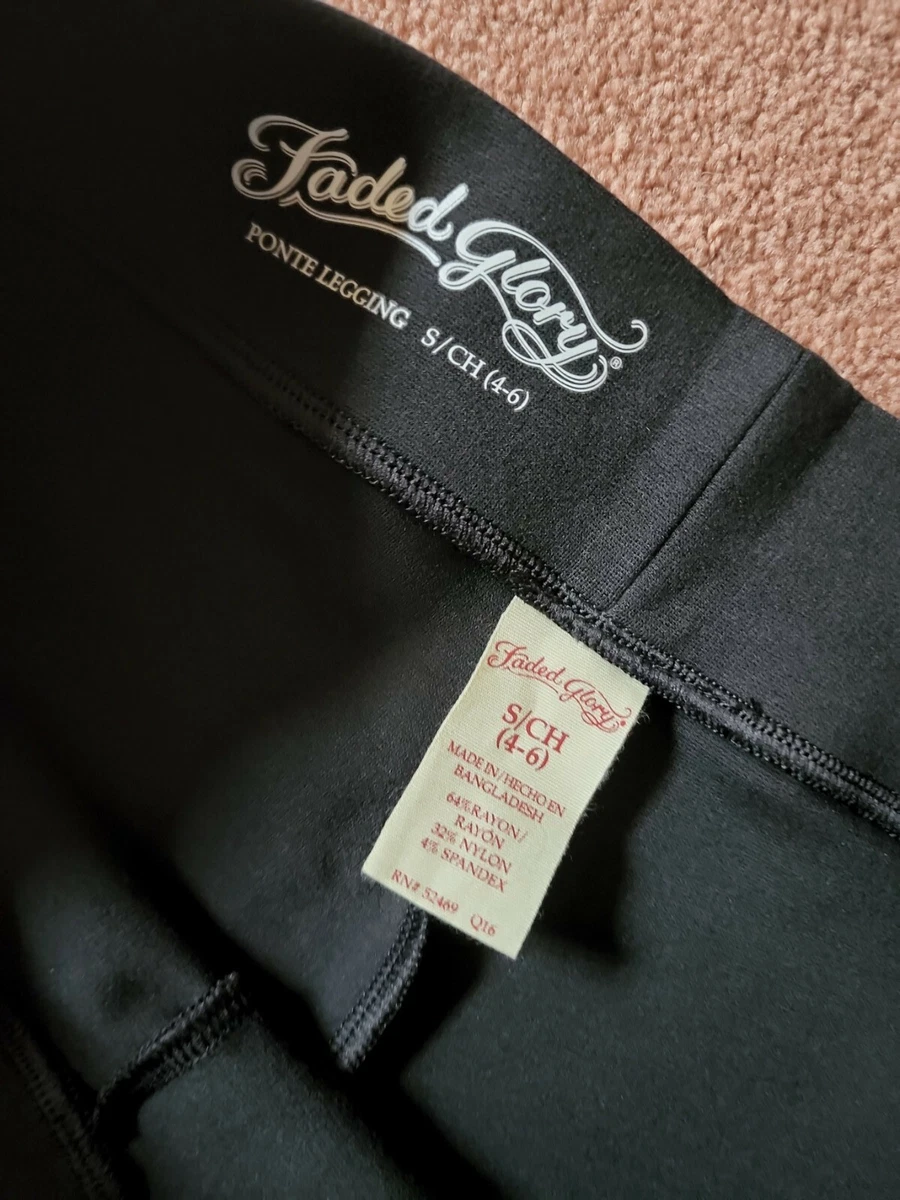 Faded Glory®
PONTE LEGGING S/CH (4-6)
Faded Glory®
S/CH
(4-6)
MADE IN/HECHO EN
BANGLADESH
64% RAYON/
RAYÓN
32% NYLON
4% SPANDEX
RN# 52469 Q16